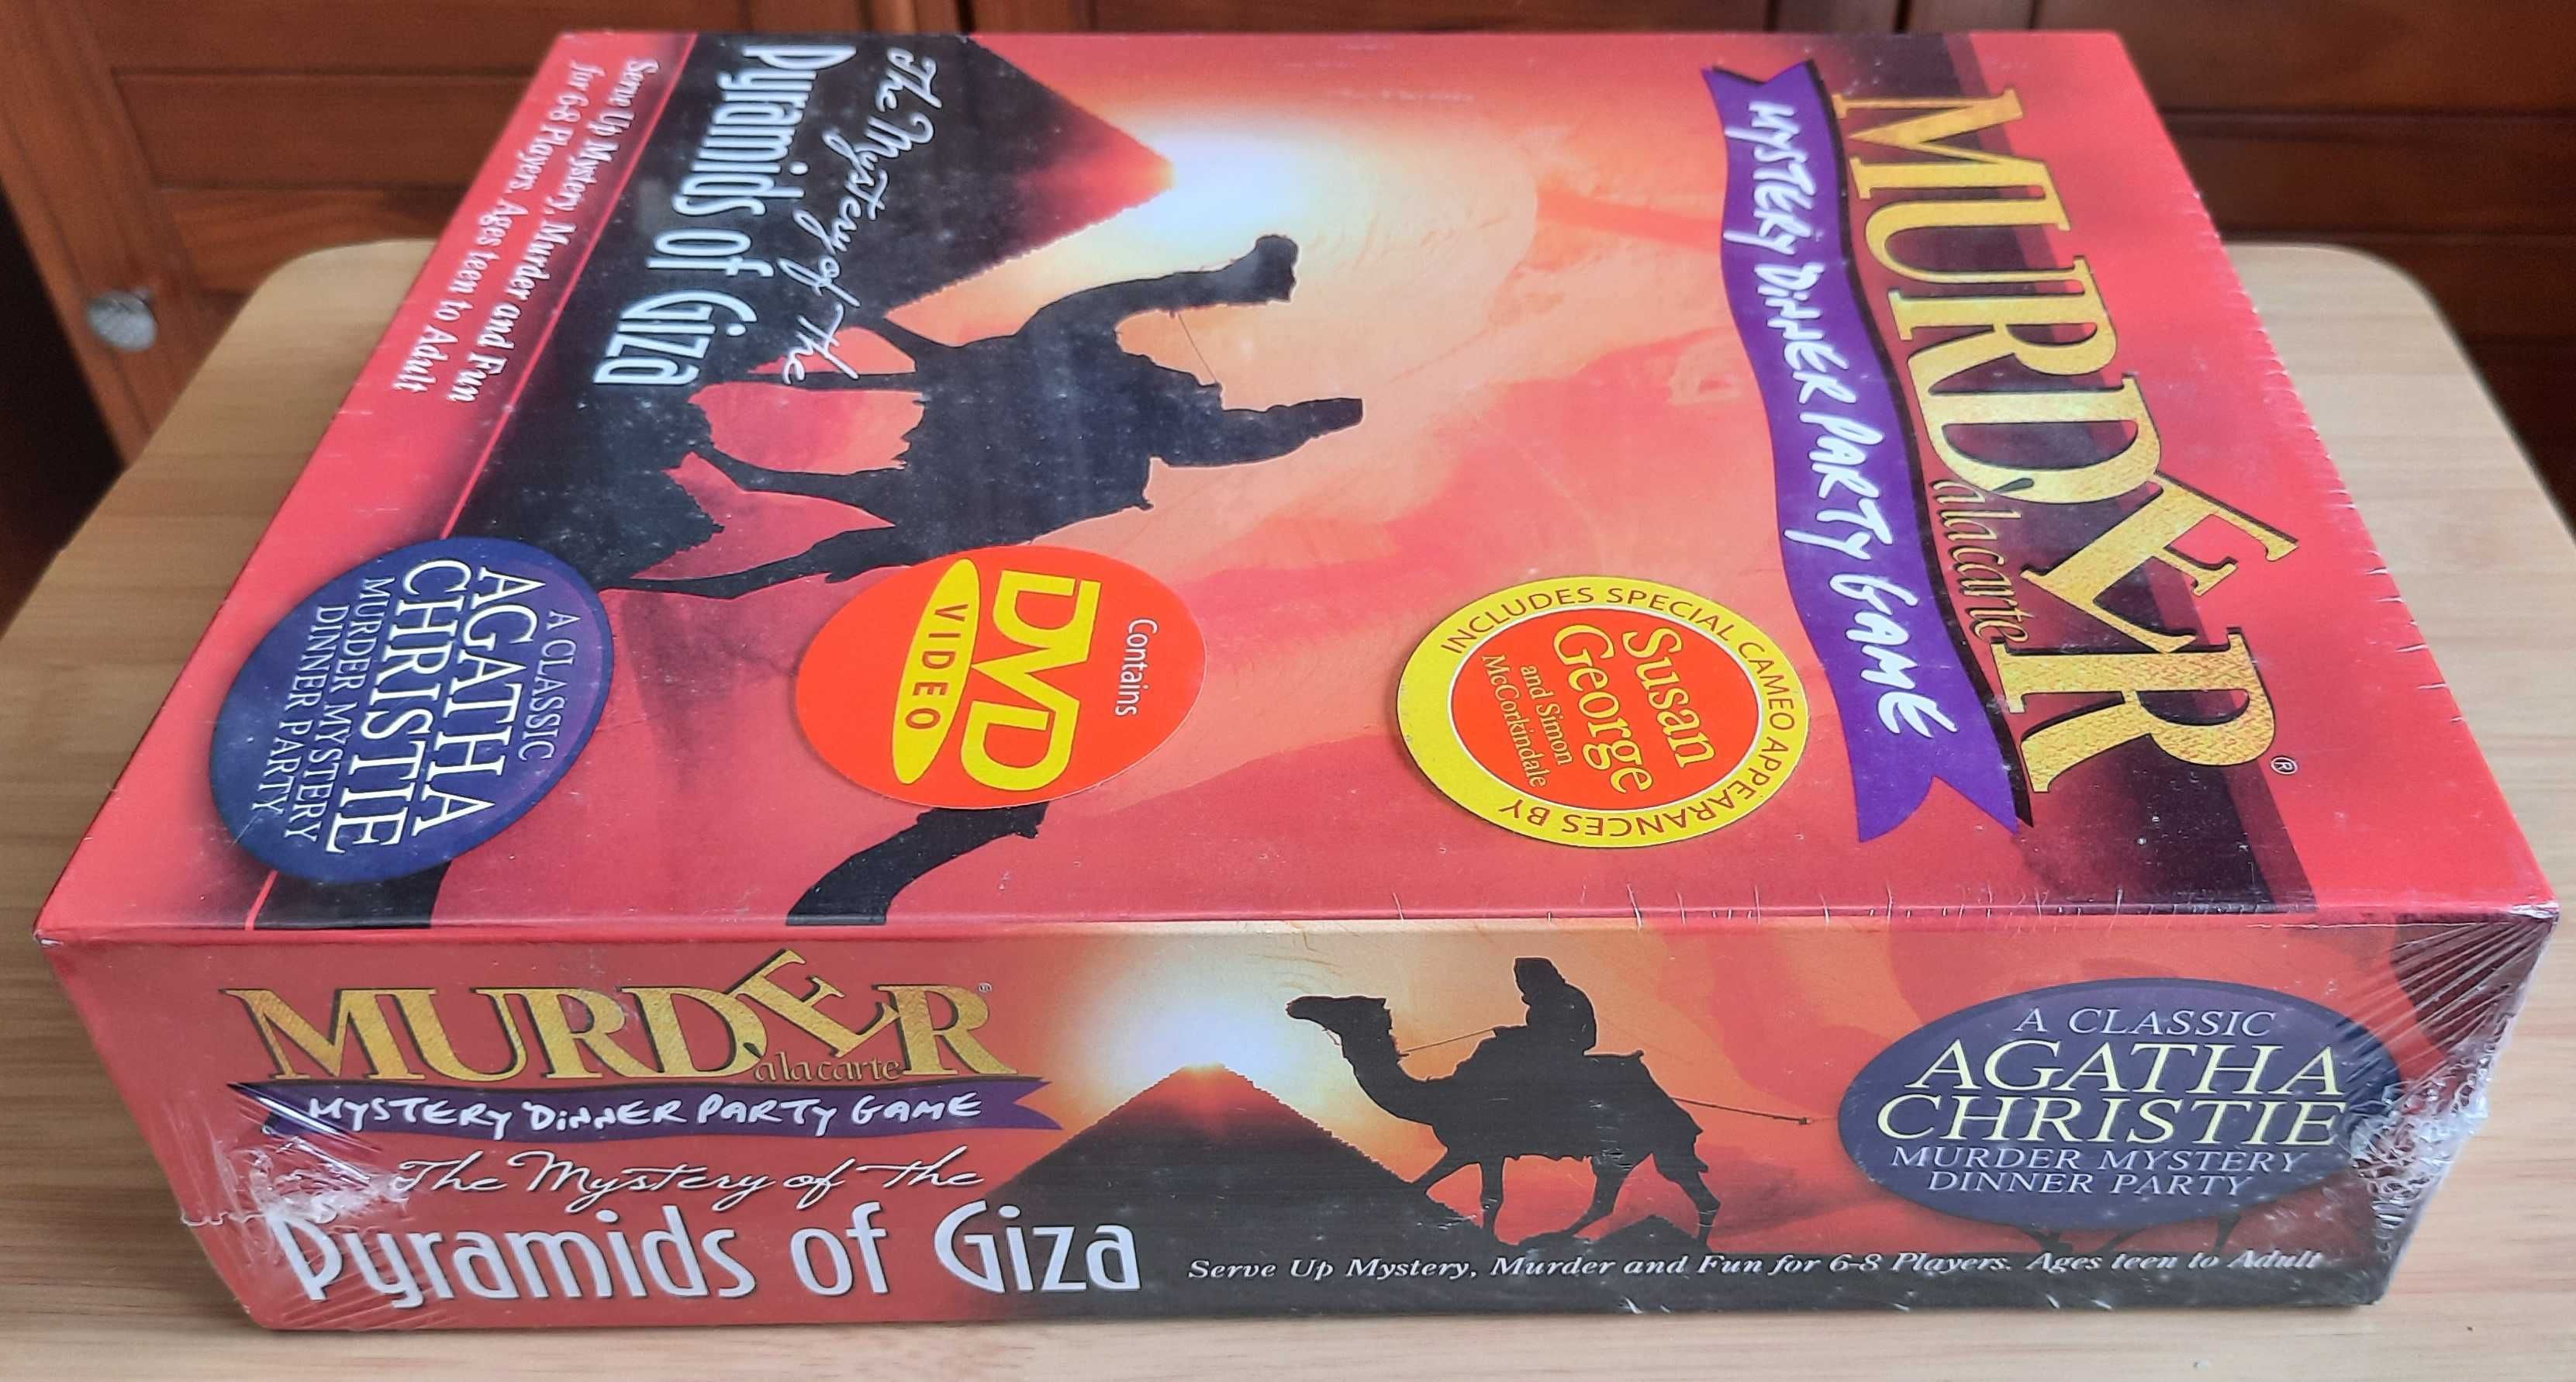 MURDER®
a la carte
MYSTERY DiNNER PARTY GAME
INCLUDES SPECIAL CAMEO APPEARANCES BY
Susan
George
and Simon
McCorkindale
Contains
DVD
VIDEO
The Mystery of the
Pyramids of Giza
Serve Up Mystery, Murder and Fun
for 6-8 Players. Ages teen to Adult
A CLASSIC
AGATHA
CHRISTIE
MURDER MYSTERY
DINNER PARTY
MURDER®
a la carte
MYSTERY DiNNER PARTY GAME
The Mystery of the
Pyramids of Giza
A CLASSIC
AGATHA
CHRISTIE
MURDER MYSTERY
DINNER PARTY
Serve Up Mystery, Murder and Fun for 6-8 Players. Ages teen to Adult